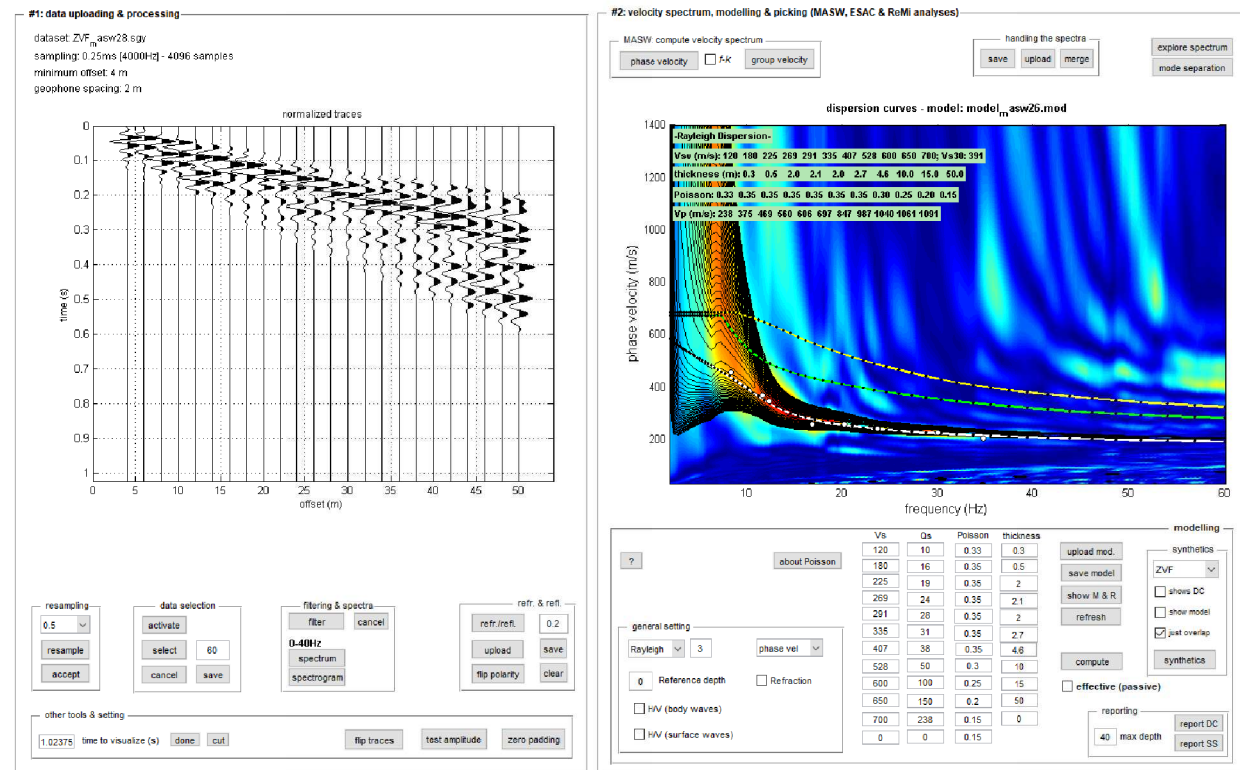 #1: data uploading & processing
dataset: ZVF_masw28.sgy
sampling: 0.25ms [4000Hz] - 4096 samples
minimum offset: 4 m
geophone spacing: 2 m
normalized traces
0
0.1
0.2
0.3
0.4
0.5
0.6
0.7
0.8
0.9
1
time (s)
0 5 10 15 20 25 30 35 40 45 50
offset (m)
resampling
0.5
resample
accept
data selection
activate
select 60
cancel save
filtering & spectra
filter cancel
0-40Hz
spectrum
spectrogram
refr. & refl.
refr./refl. 0.2
upload save
flip polarity clear
other tools & setting
1.02375 time to visualize (s) done cut flip traces test amplitude zero padding
#2: velocity spectrum, modelling & picking (MASW, ESAC & ReMi analyses)
MASW: compute velocity spectrum
phase velocity f-k group velocity
handling the spectra
save upload merge
explore spectrum
mode separation
dispersion curves - model: model_masw26.mod
-Rayleigh Dispersion-
Vsv (m/s): 120 180 225 269 291 335 407 528 600 650 700; Vs30: 391
thickness (m): 0.3 0.5 2.0 2.1 2.0 2.7 4.6 10.0 15.0 50.0
Poisson: 0.33 0.35 0.35 0.35 0.35 0.35 0.35 0.30 0.25 0.20 0.15
Vp (m/s): 238 375 469 560 606 697 847 987 1040 1061 1091
1400
1200
1000
800
600
400
200
phase velocity (m/s)
10 20 30 40 50 60
frequency (Hz)
modelling
?
about Poisson
general setting
Rayleigh 3 phase vel
0 Reference depth Refraction
H/V (body waves)
H/V (surface waves)
Vs Qs Poisson thickness
120 10 0.33 0.3
180 16 0.35 0.5
225 19 0.35 2
269 24 0.35 2.1
291 28 0.35 2
335 31 0.35 2.7
407 38 0.35 4.6
528 50 0.3 10
600 100 0.25 15
650 150 0.2 50
700 238 0.15 0
0 0 0.15
upload mod.
save model
show M & R
refresh
compute
effective (passive)
synthetics
ZVF
shows DC
show model
just overlap
synthetics
reporting
40 max depth
report DC
report SS